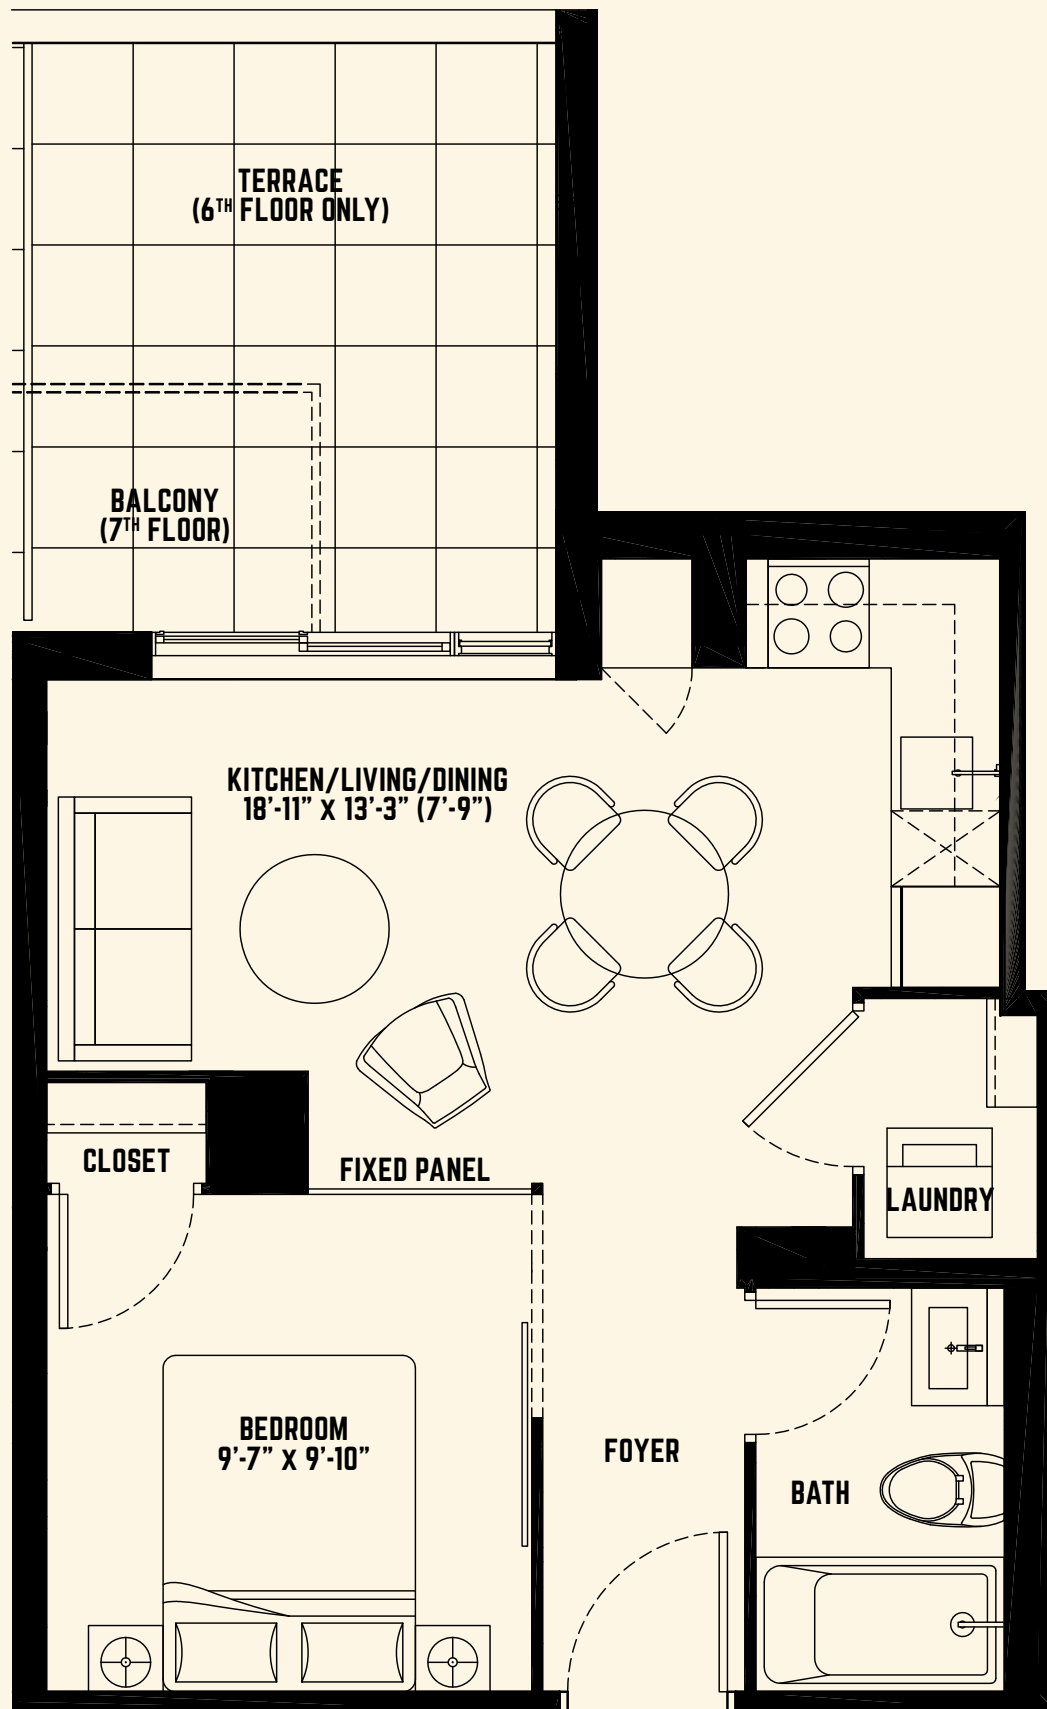 TERRACE
(6TH FLOOR ONLY)
BALCONY
(7TH FLOOR)
KITCHEN/LIVING/DINING
18'-11" X 13'-3" (7'-9")
CLOSET
FIXED PANEL
LAUNDRY
BEDROOM
9'-7" X 9'-10"
FOYER
BATH